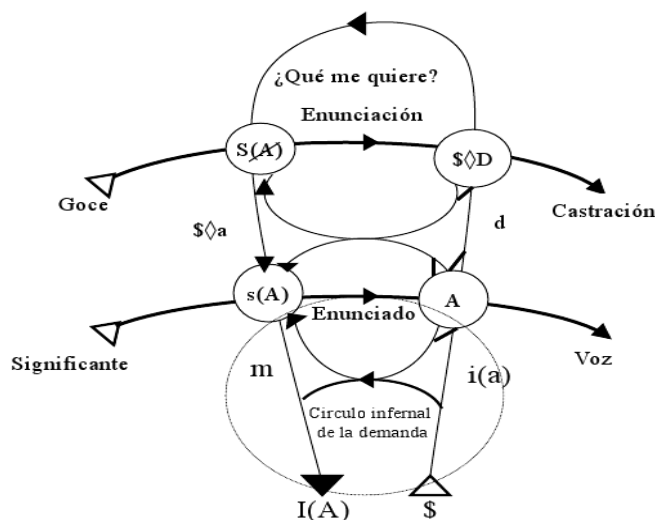 ¿Qué me quiere?
Enunciación
S(Ⱥ)
$◊D
Goce
Castración
$◊a
d
s(A)
A
Enunciado
Significante
Voz
m
i(a)
Circulo infernal
de la demanda
I(A)
$